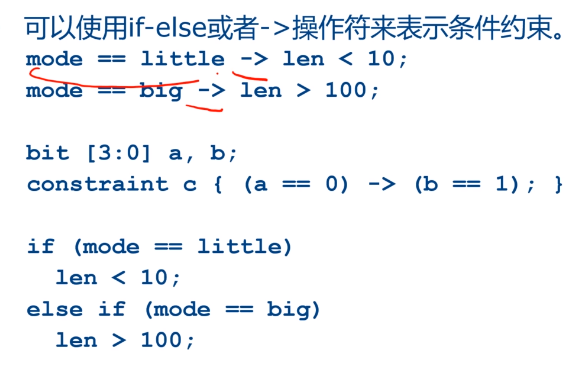 可以使用if-else或者->操作符来表示条件约束。
mode == little -> len < 10;
mode == big -> len > 100;
bit [3:0] a, b;
constraint c { (a == 0) -> (b == 1); }
if (mode == little)
len < 10;
else if (mode == big)
len > 100;